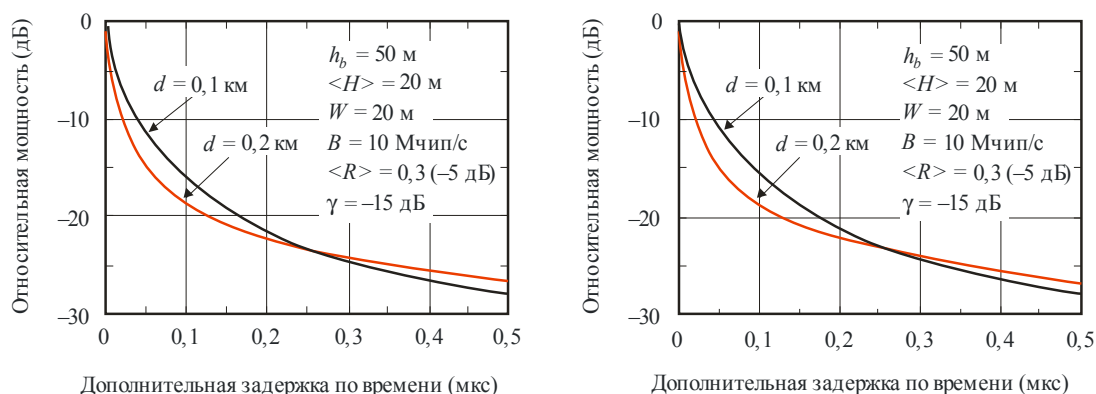 Относительная мощность (дБ)
0
–10
–20
–30
h_b = 50 м
<H> = 20 м
W = 20 м
B = 10 Мчип/с
<R> = 0,3 (–5 дБ)
γ = –15 дБ
d = 0,1 км
d = 0,2 км
0 0,1 0,2 0,3 0,4 0,5
Дополнительная задержка по времени (мкс)
Относительная мощность (дБ)
0
–10
–20
–30
h_b = 50 м
<H> = 20 м
W = 20 м
B = 10 Мчип/с
<R> = 0,3 (–5 дБ)
γ = –15 дБ
d = 0,1 км
d = 0,2 км
0 0,1 0,2 0,3 0,4 0,5
Дополнительная задержка по времени (мкс)